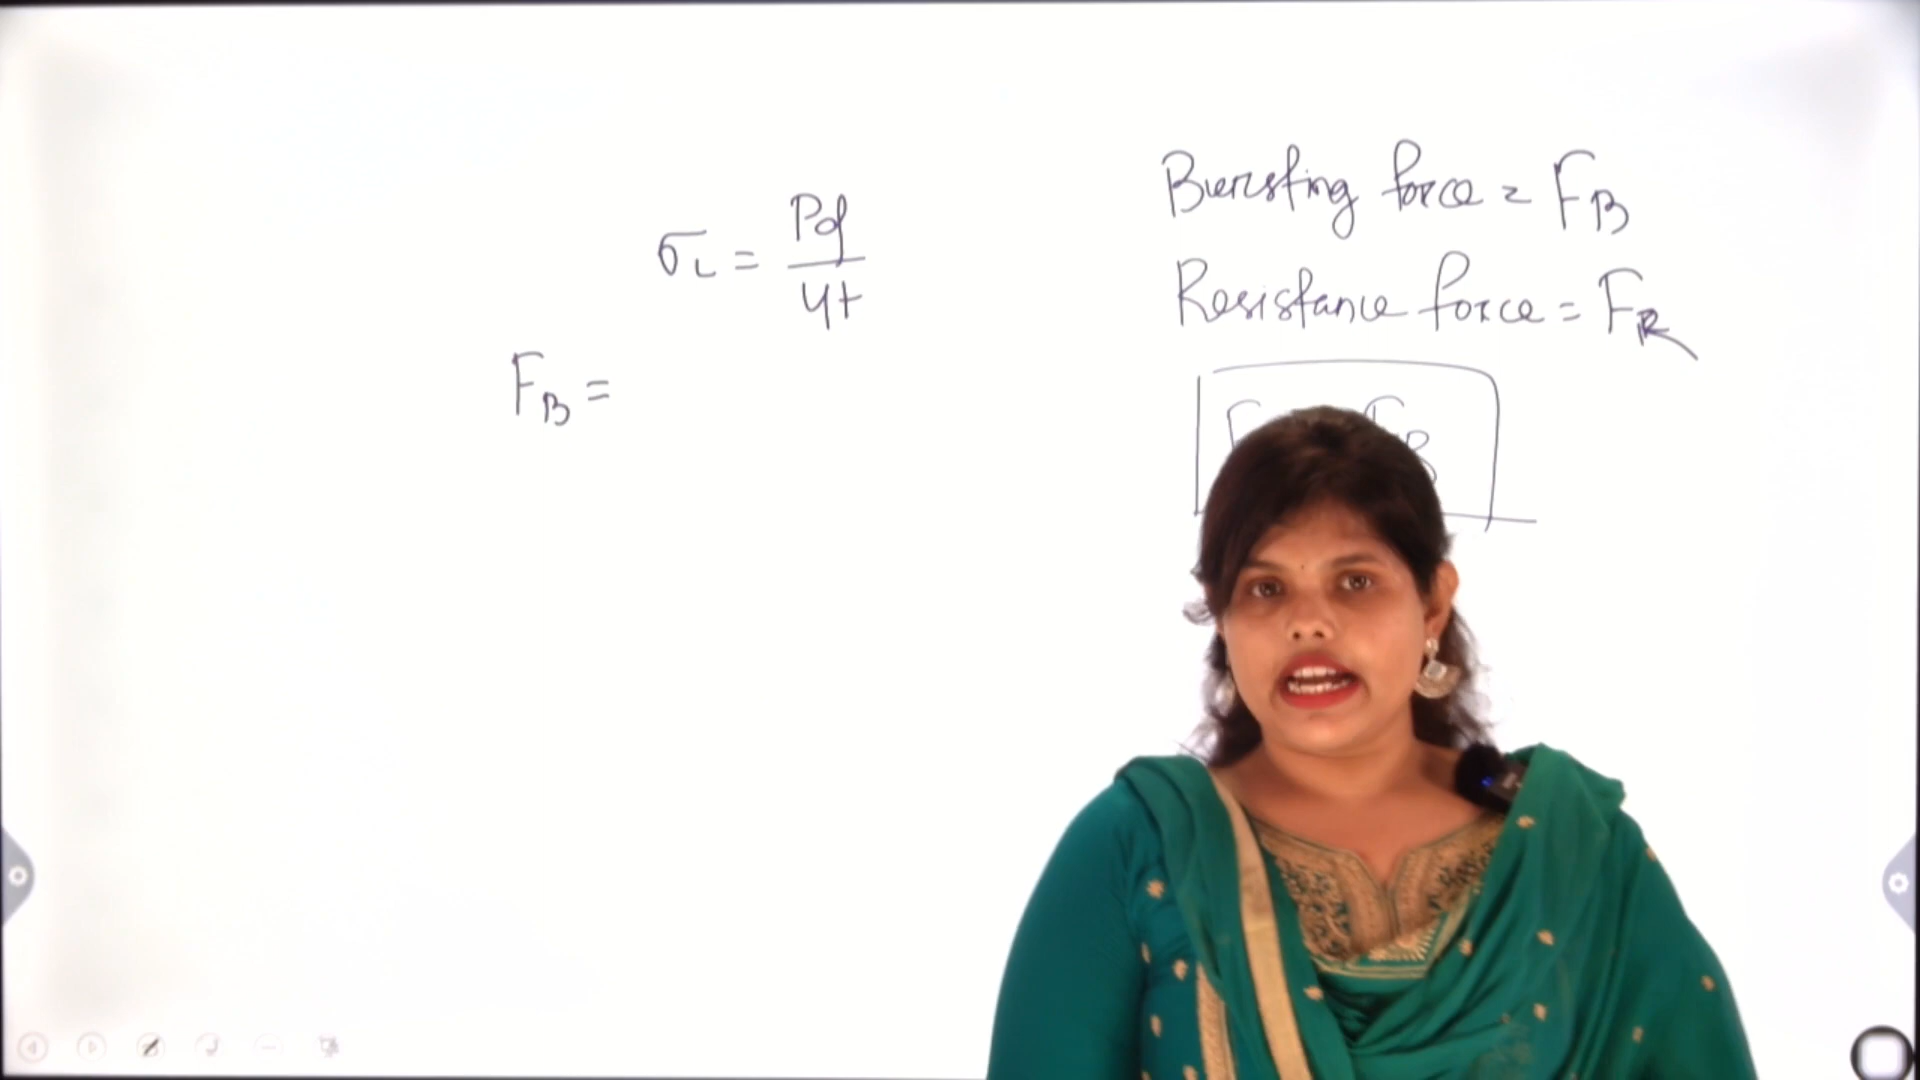 σL = Pd/4t
FB =
Bursting force = FB
Resistance force = FR